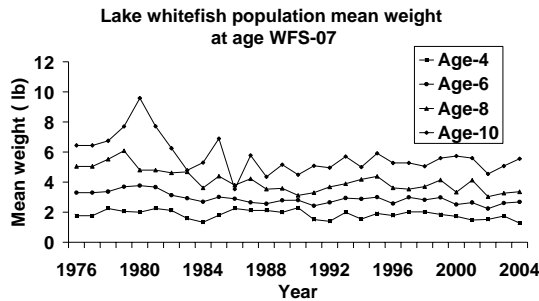 Lake whitefish population mean weight
at age WFS-07
Mean weight ( lb)
12
10
8
6
4
2
0
Age-4
Age-6
Age-8
Age-10
1976 1980 1984 1988 1992 1996 2000 2004
Year